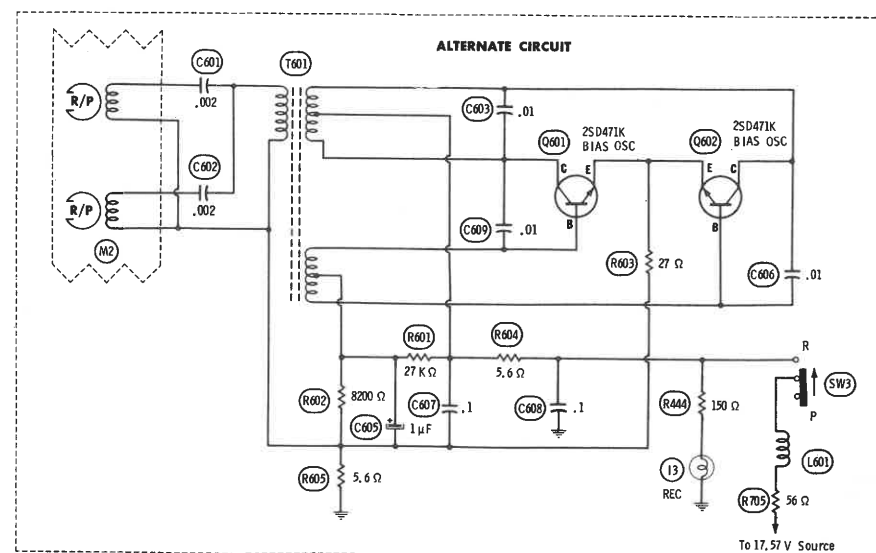 ALTERNATE CIRCUIT
C601
T601
R/P
.002
C603
.01
Q601
2SD471K
BIAS OSC
Q602
2SD471K
BIAS OSC
C602
C
E
E
C
R/P
.002
C609
.01
B
B
M2
R603
27 Ω
C606
.01
R601
R604
R
27 K Ω
5.6 Ω
SW3
R602
8200 Ω
C607
.1
C608
.1
R444
150 Ω
P
C605
+
1 μF
L601
R605
5.6 Ω
I3
REC
R705
56 Ω
To 17.57 V Source